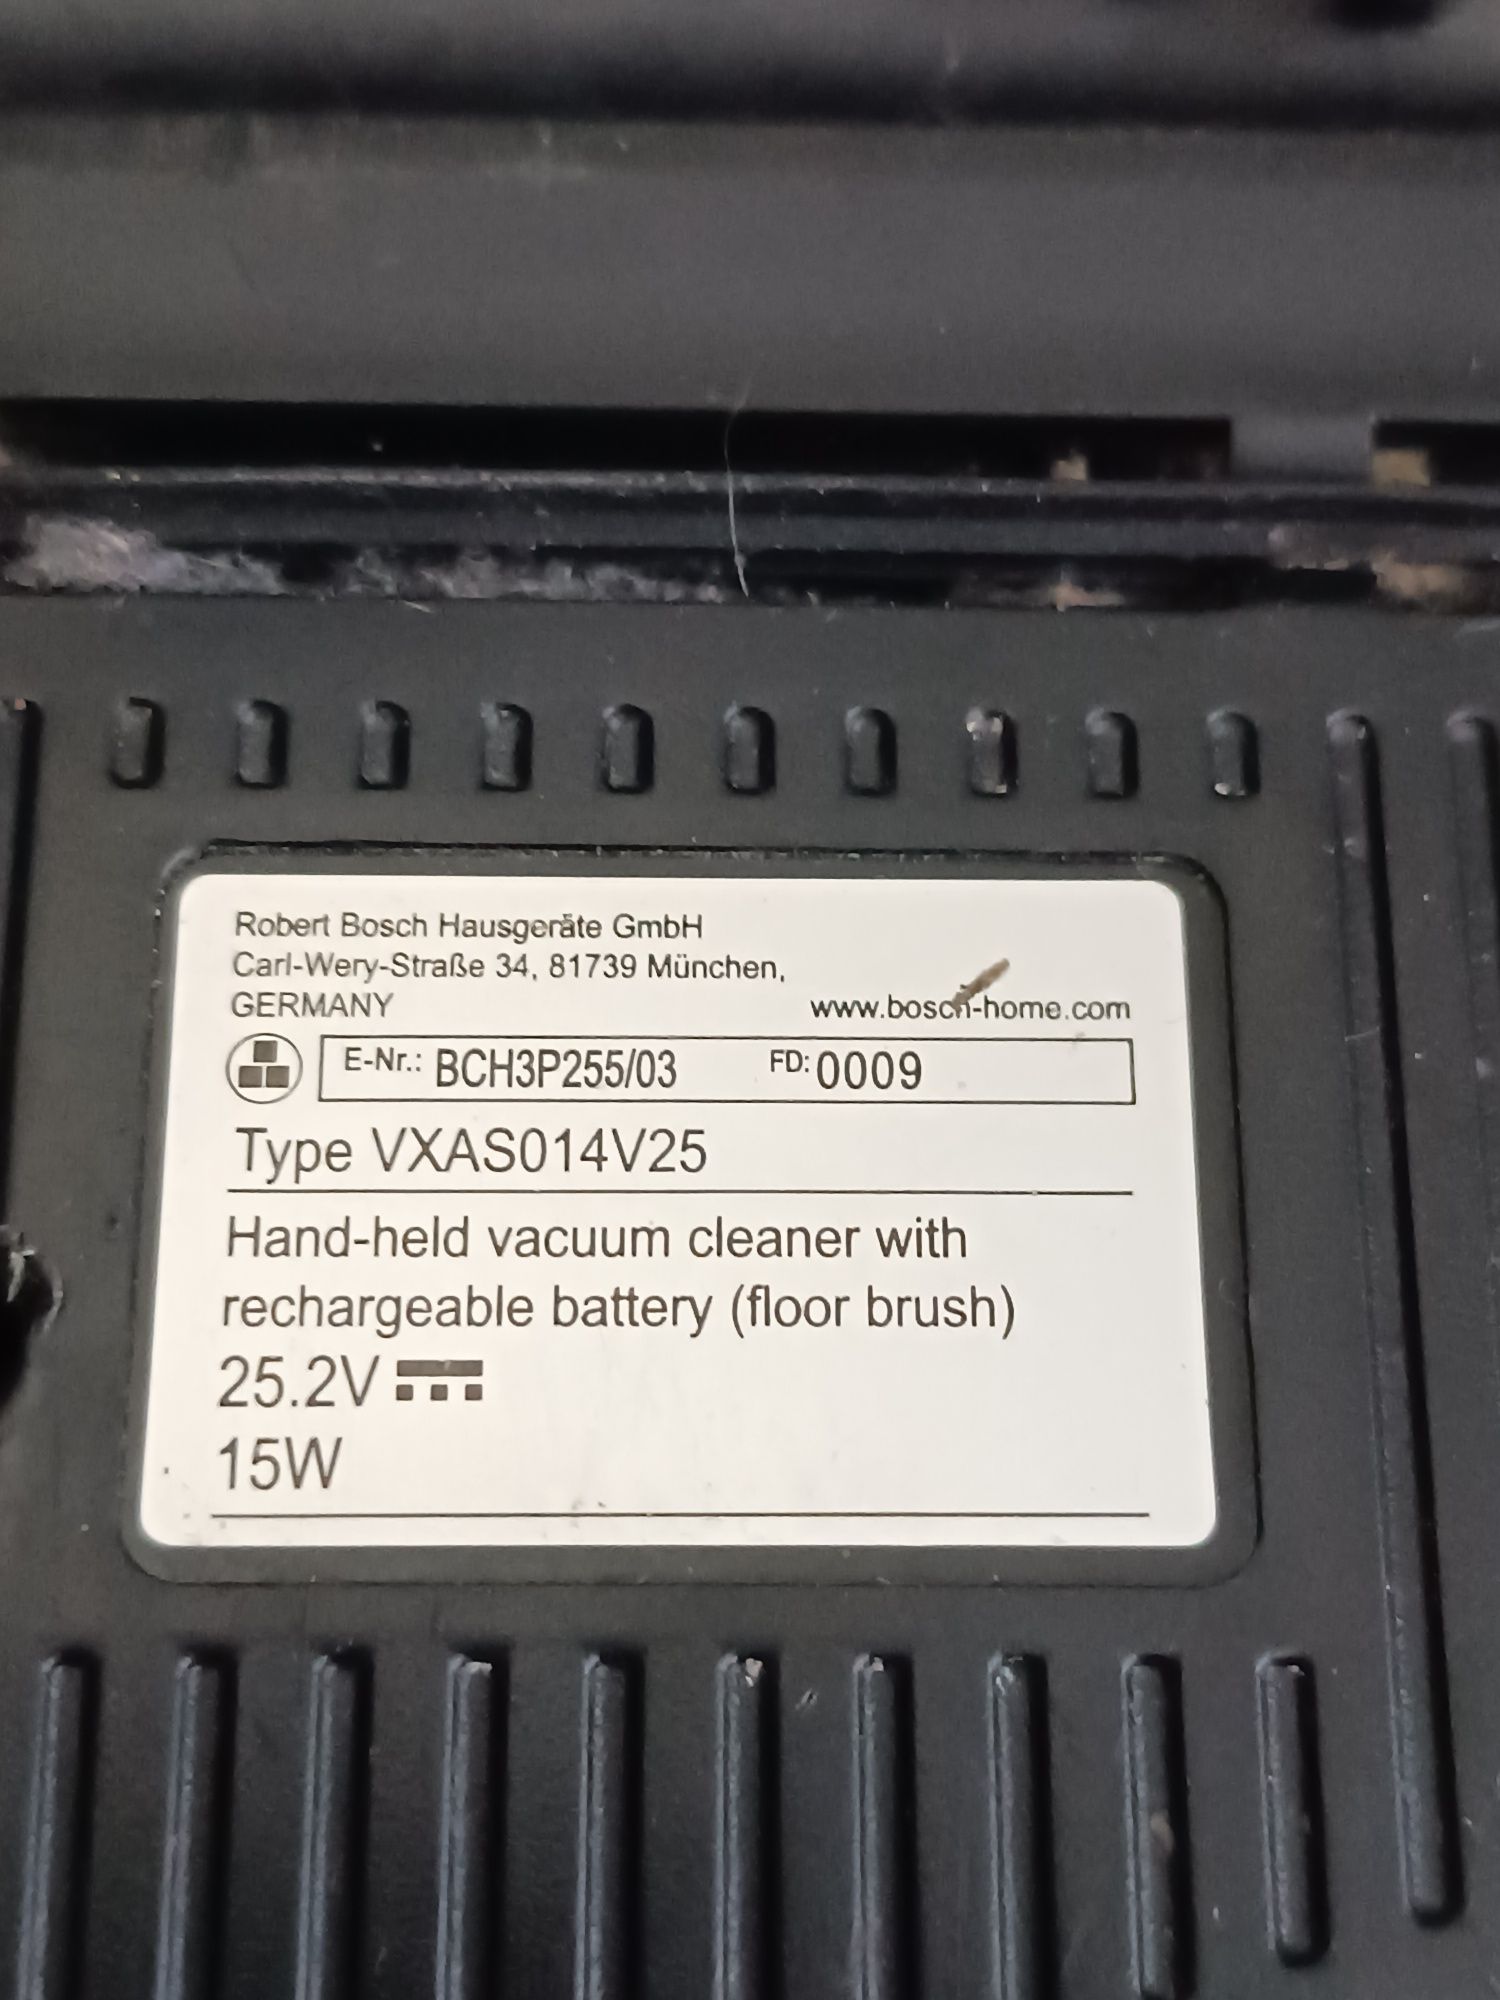 Robert Bosch Hausgeräte GmbH
Carl-Wery-Straße 34, 81739 München,
GERMANY www.bosch-home.com
E-Nr.: BCH3P255/03 FD: 0009
Type VXAS014V25
Hand-held vacuum cleaner with
rechargeable battery (floor brush)
25.2V
15W